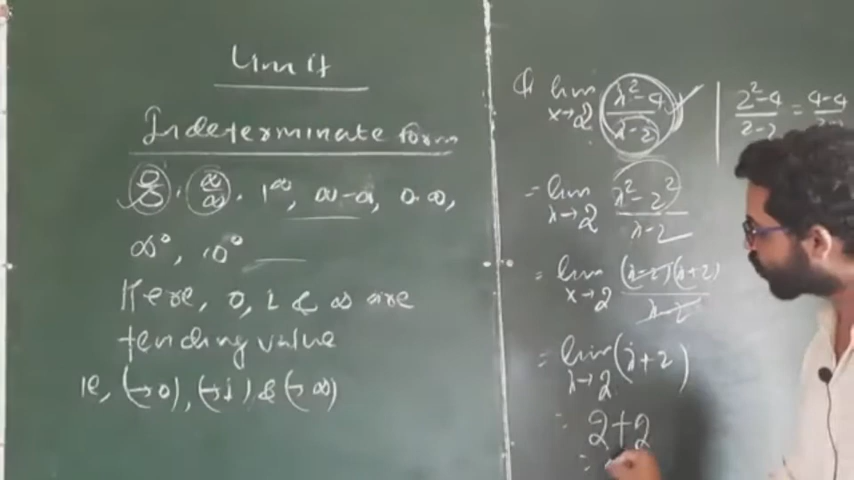 Limit
Indeterminate form
0/0, ∞/∞, 1^∞, ∞-∞, 0.∞,
∞°, 0°
Here, 0, 1 & ∞ are
tending value
ie, (→0), (→1) & (→∞)
lim x→2 (x²-4)/(x-2)
(2²-4)/(2-2) = (4-4)/
= lim x→2 (x²-2²)/(x-2)
= lim x→2 (x-2)(x+2)/(x-2)
= lim x→2 (x+2)
= 2+2
=